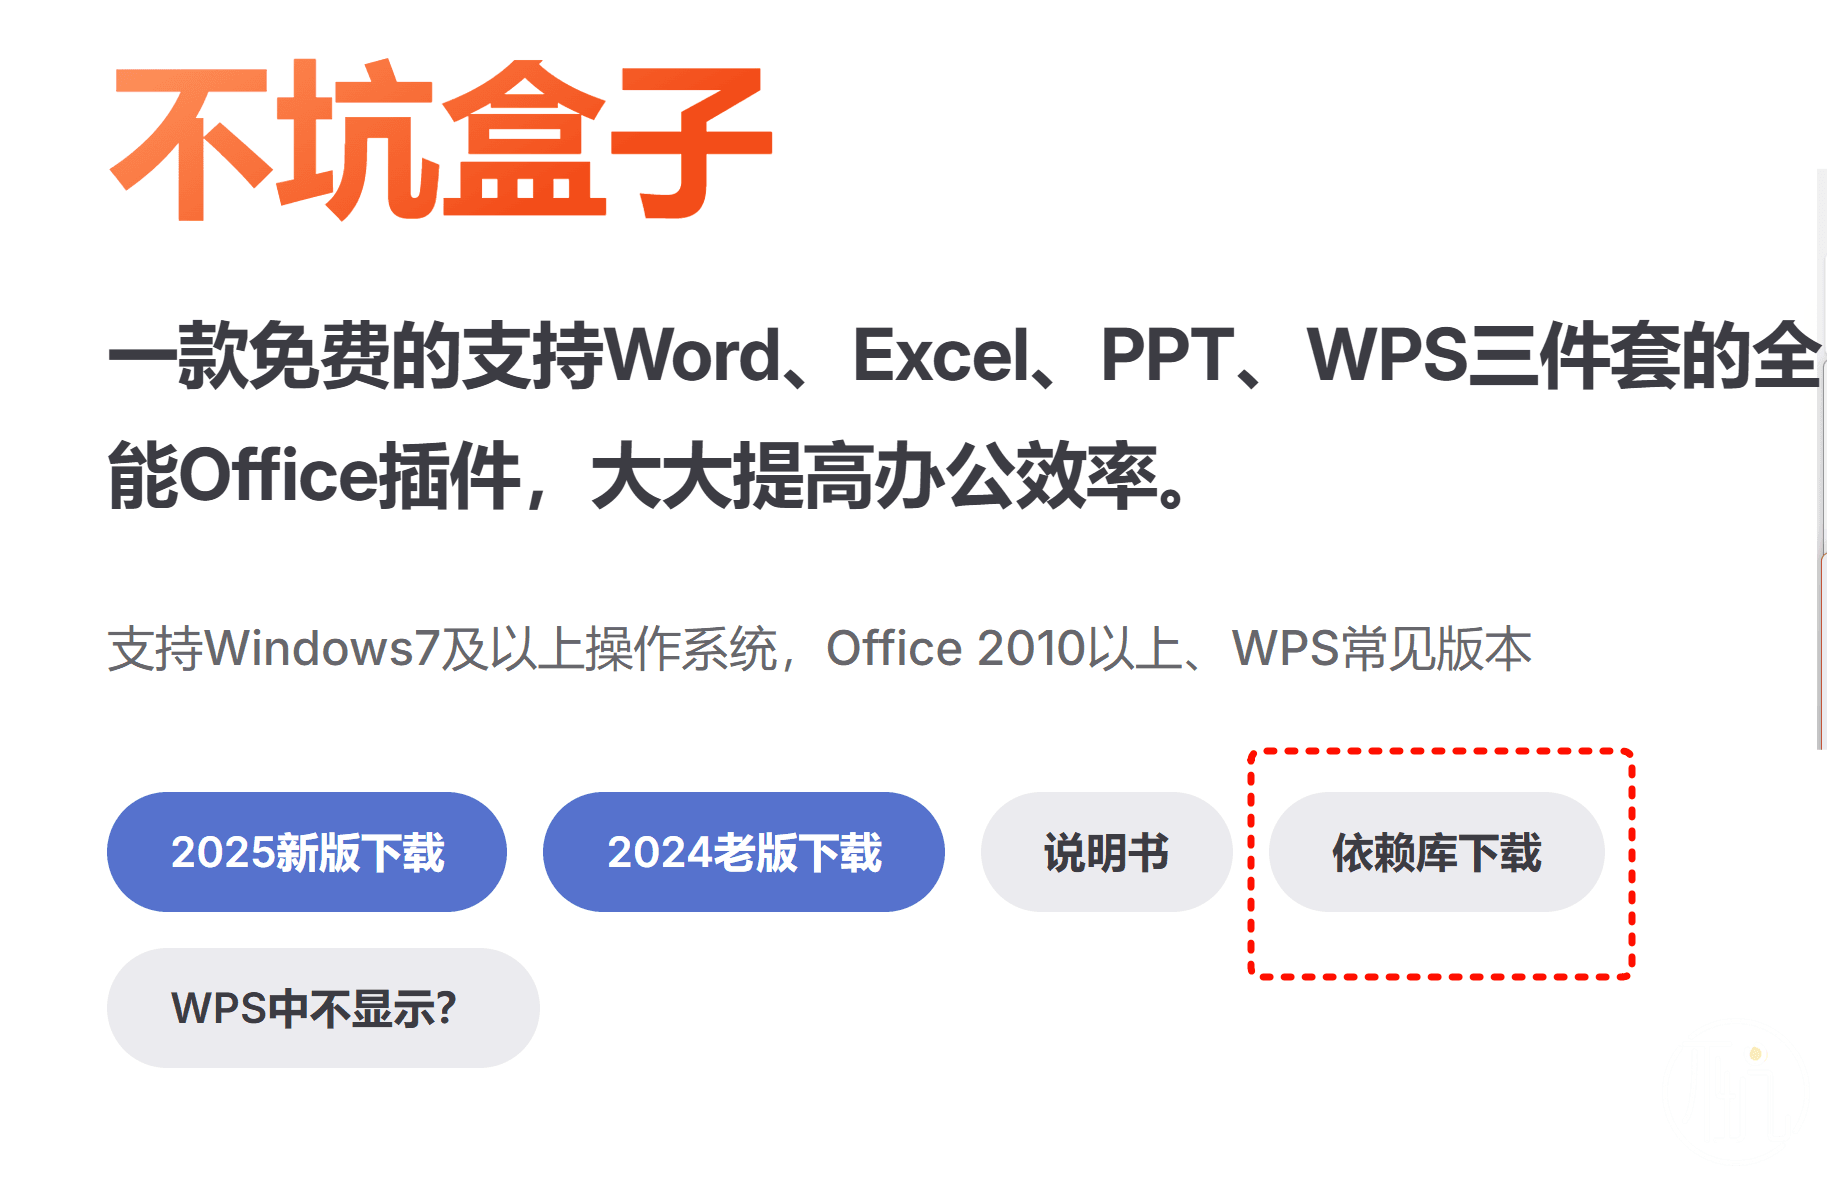 不坑盒子
一款免费的支持Word、Excel、PPT、WPS三件套的全
能Office插件，大大提高办公效率。
支持Windows7及以上操作系统，Office 2010以上、WPS常见版本
2025新版下载
2024老版下载
说明书
依赖库下载
WPS中不显示？